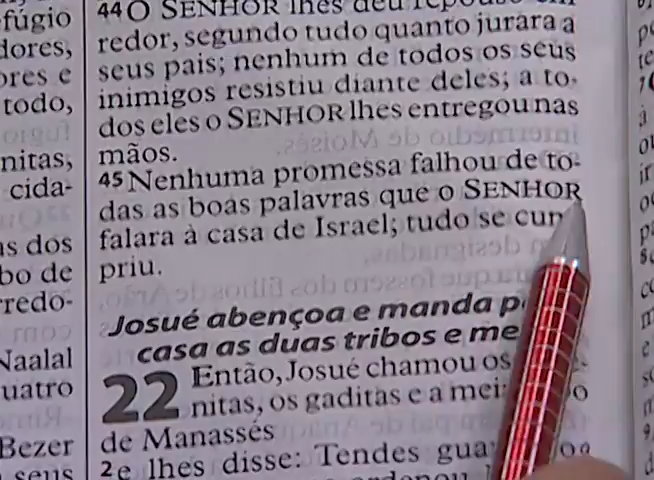 efúgio
dores,
ores e
todo,
nitas,
cida-
as dos
bo de
redo-
Naalal
uatro
Bezer
seus
44 O SENHOR lhes deu repouso em
redor, segundo tudo quanto jurara a
seus pais; nenhum de todos os seus
inimigos resistiu diante deles; a to-
dos eles o SENHOR lhes entregou nas
mãos.
45 Nenhuma promessa falhou de to-
das as boas palavras que o SENHOR
falara à casa de Israel; tudo se cum
priu.
Josué abençoa e manda p
casa as duas tribos e me
22 Então, Josué chamou os
nitas, os gaditas e a mei
de Manassés
2 e lhes disse: Tendes gua